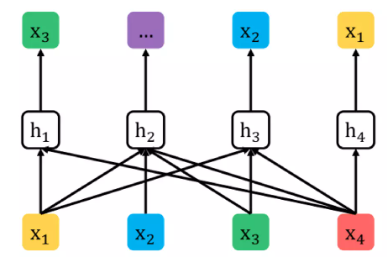 x₃ ... x₂ x₁
h₁ h₂ h₃ h₄
x₁ x₂ x₃ x₄